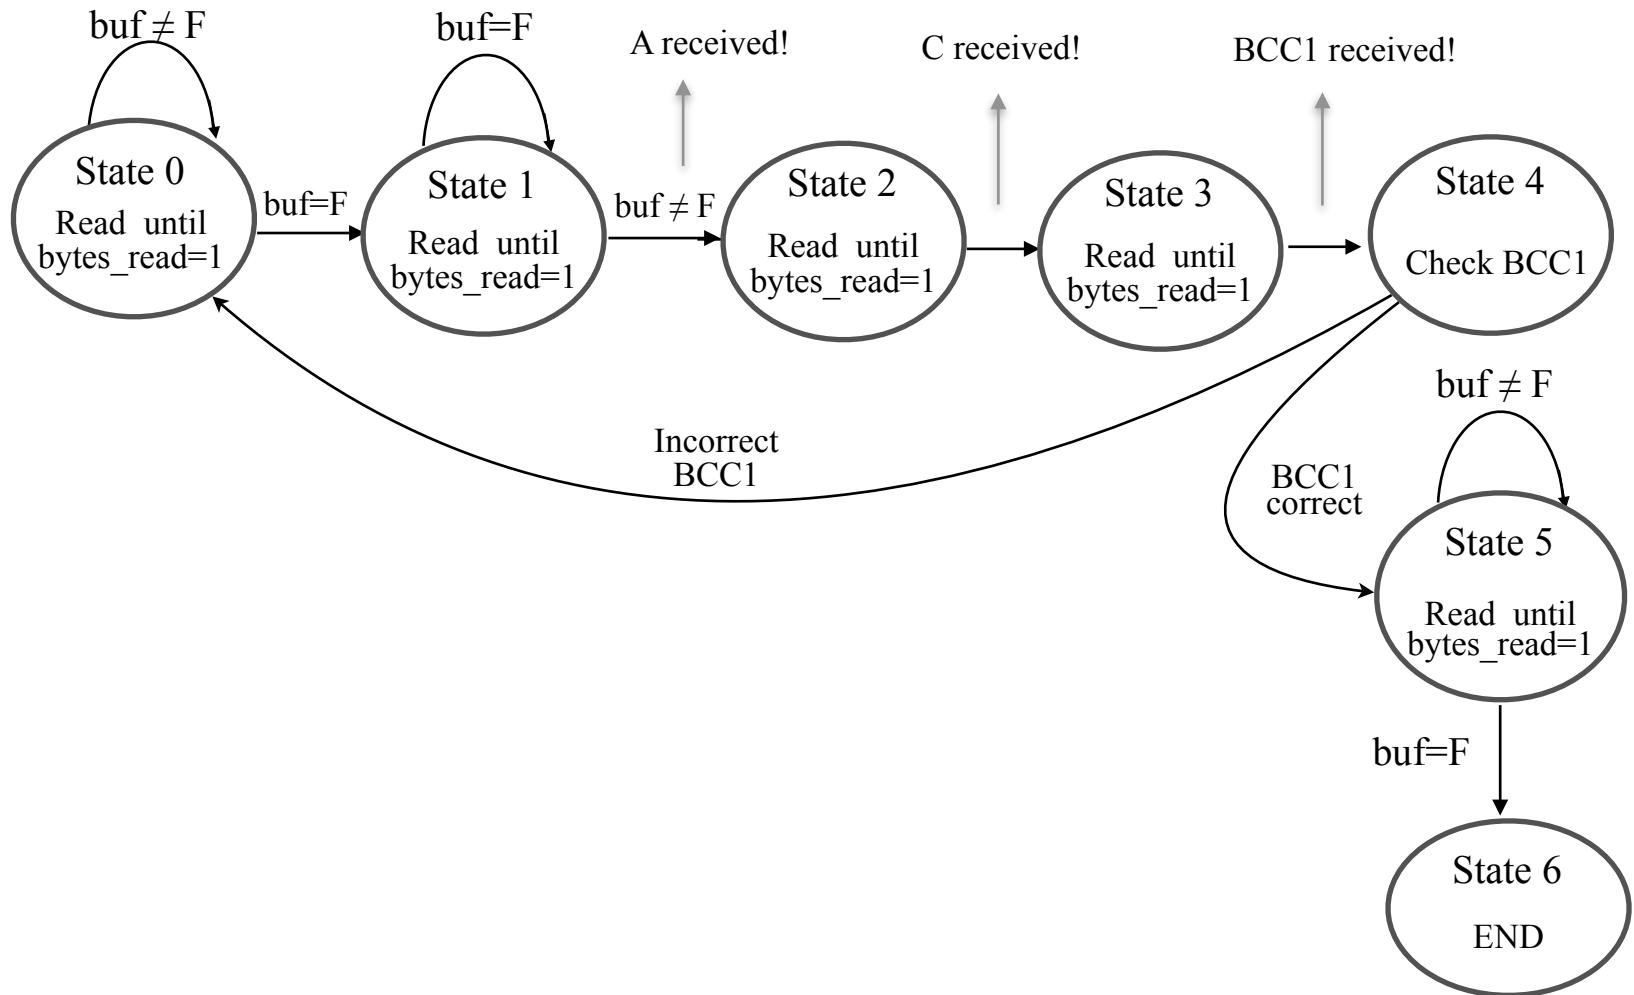 buf ≠ F
buf=F
A received!
C received!
BCC1 received!
State 0
Read until
bytes_read=1
buf=F
State 1
Read until
bytes_read=1
buf ≠ F
State 2
Read until
bytes_read=1
State 3
Read until
bytes_read=1
State 4
Check BCC1
Incorrect
BCC1
BCC1
correct
buf ≠ F
State 5
Read until
bytes_read=1
buf=F
State 6
END